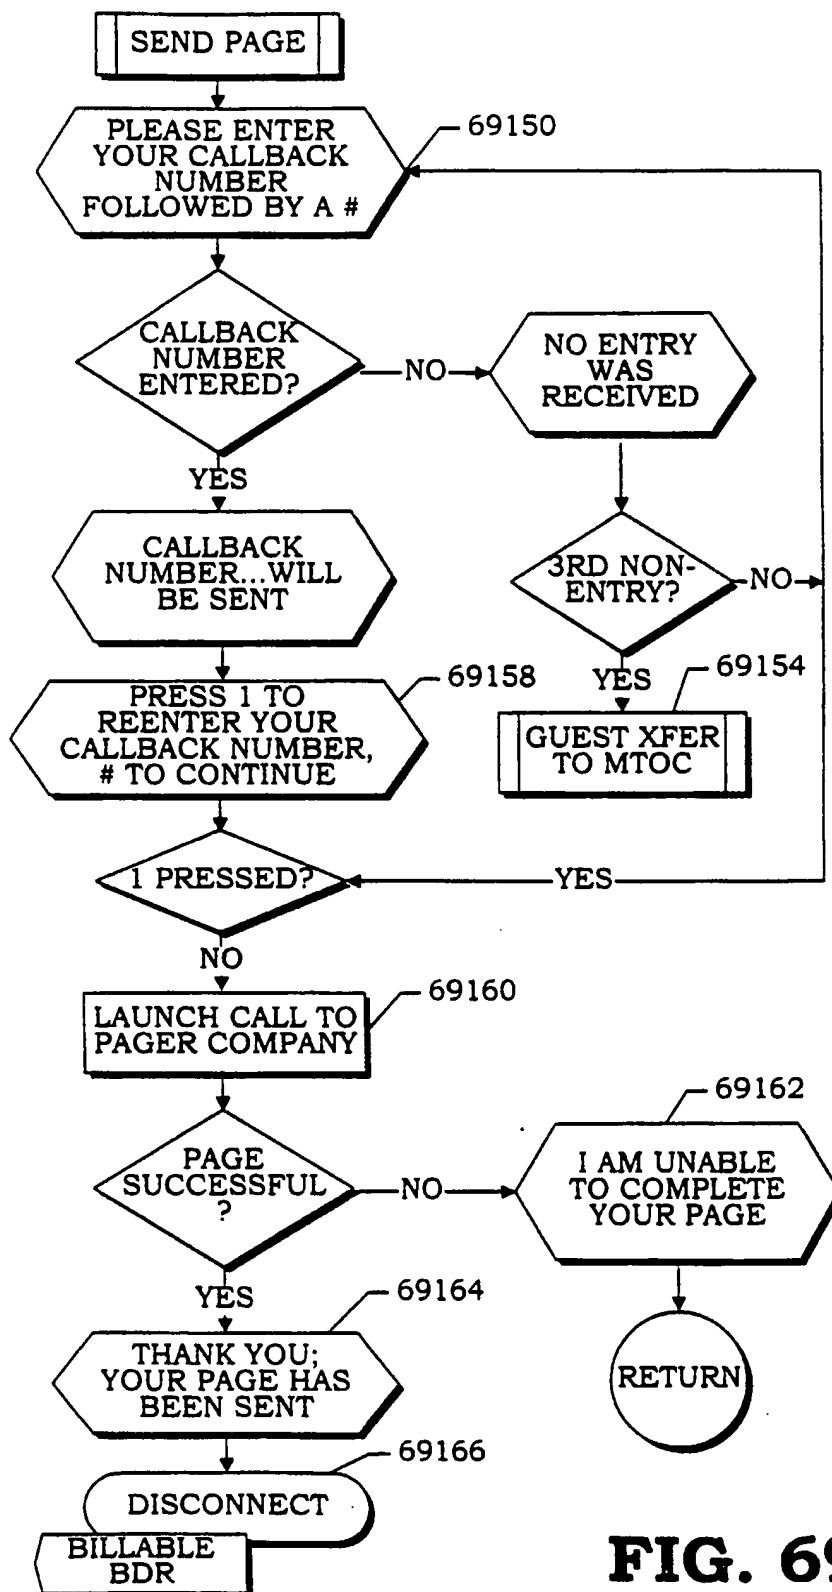 SEND PAGE
PLEASE ENTER
YOUR CALLBACK
NUMBER
FOLLOWED BY A #
69150
CALLBACK
NUMBER
ENTERED?
NO
NO ENTRY
WAS
RECEIVED
YES
CALLBACK
NUMBER...WILL
BE SENT
3RD NON-
ENTRY?
NO
YES
69154
GUEST XFER
TO MTOC
69158
PRESS 1 TO
REENTER YOUR
CALLBACK NUMBER,
# TO CONTINUE
1 PRESSED?
YES
NO
69160
LAUNCH CALL TO
PAGER COMPANY
PAGE
SUCCESSFUL
?
NO
69162
I AM UNABLE
TO COMPLETE
YOUR PAGE
RETURN
YES
69164
THANK YOU;
YOUR PAGE HAS
BEEN SENT
69166
DISCONNECT
BILLABLE
BDR
FIG. 69